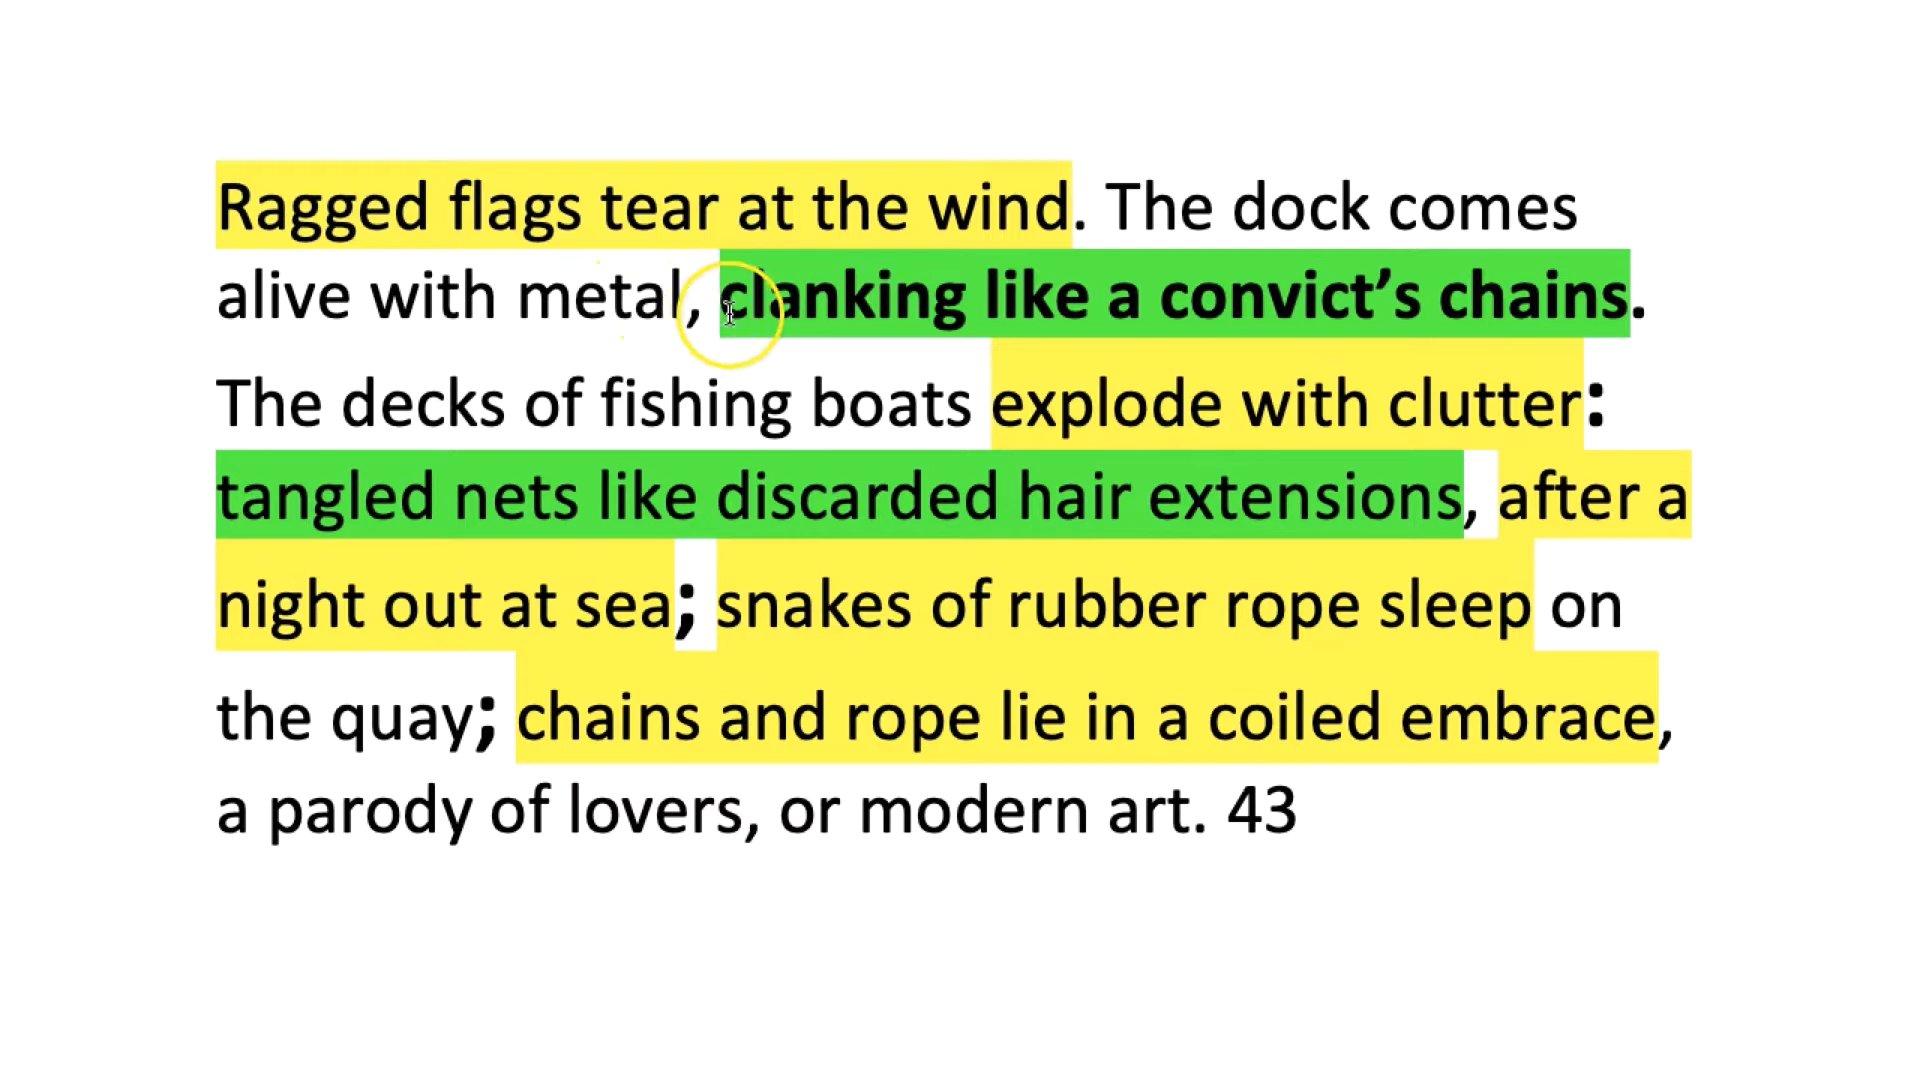 Ragged flags tear at the wind. The dock comes
alive with metal, clanking like a convict’s chains.
The decks of fishing boats explode with clutter:
tangled nets like discarded hair extensions, after a
night out at sea; snakes of rubber rope sleep on
the quay; chains and rope lie in a coiled embrace,
a parody of lovers, or modern art. 43